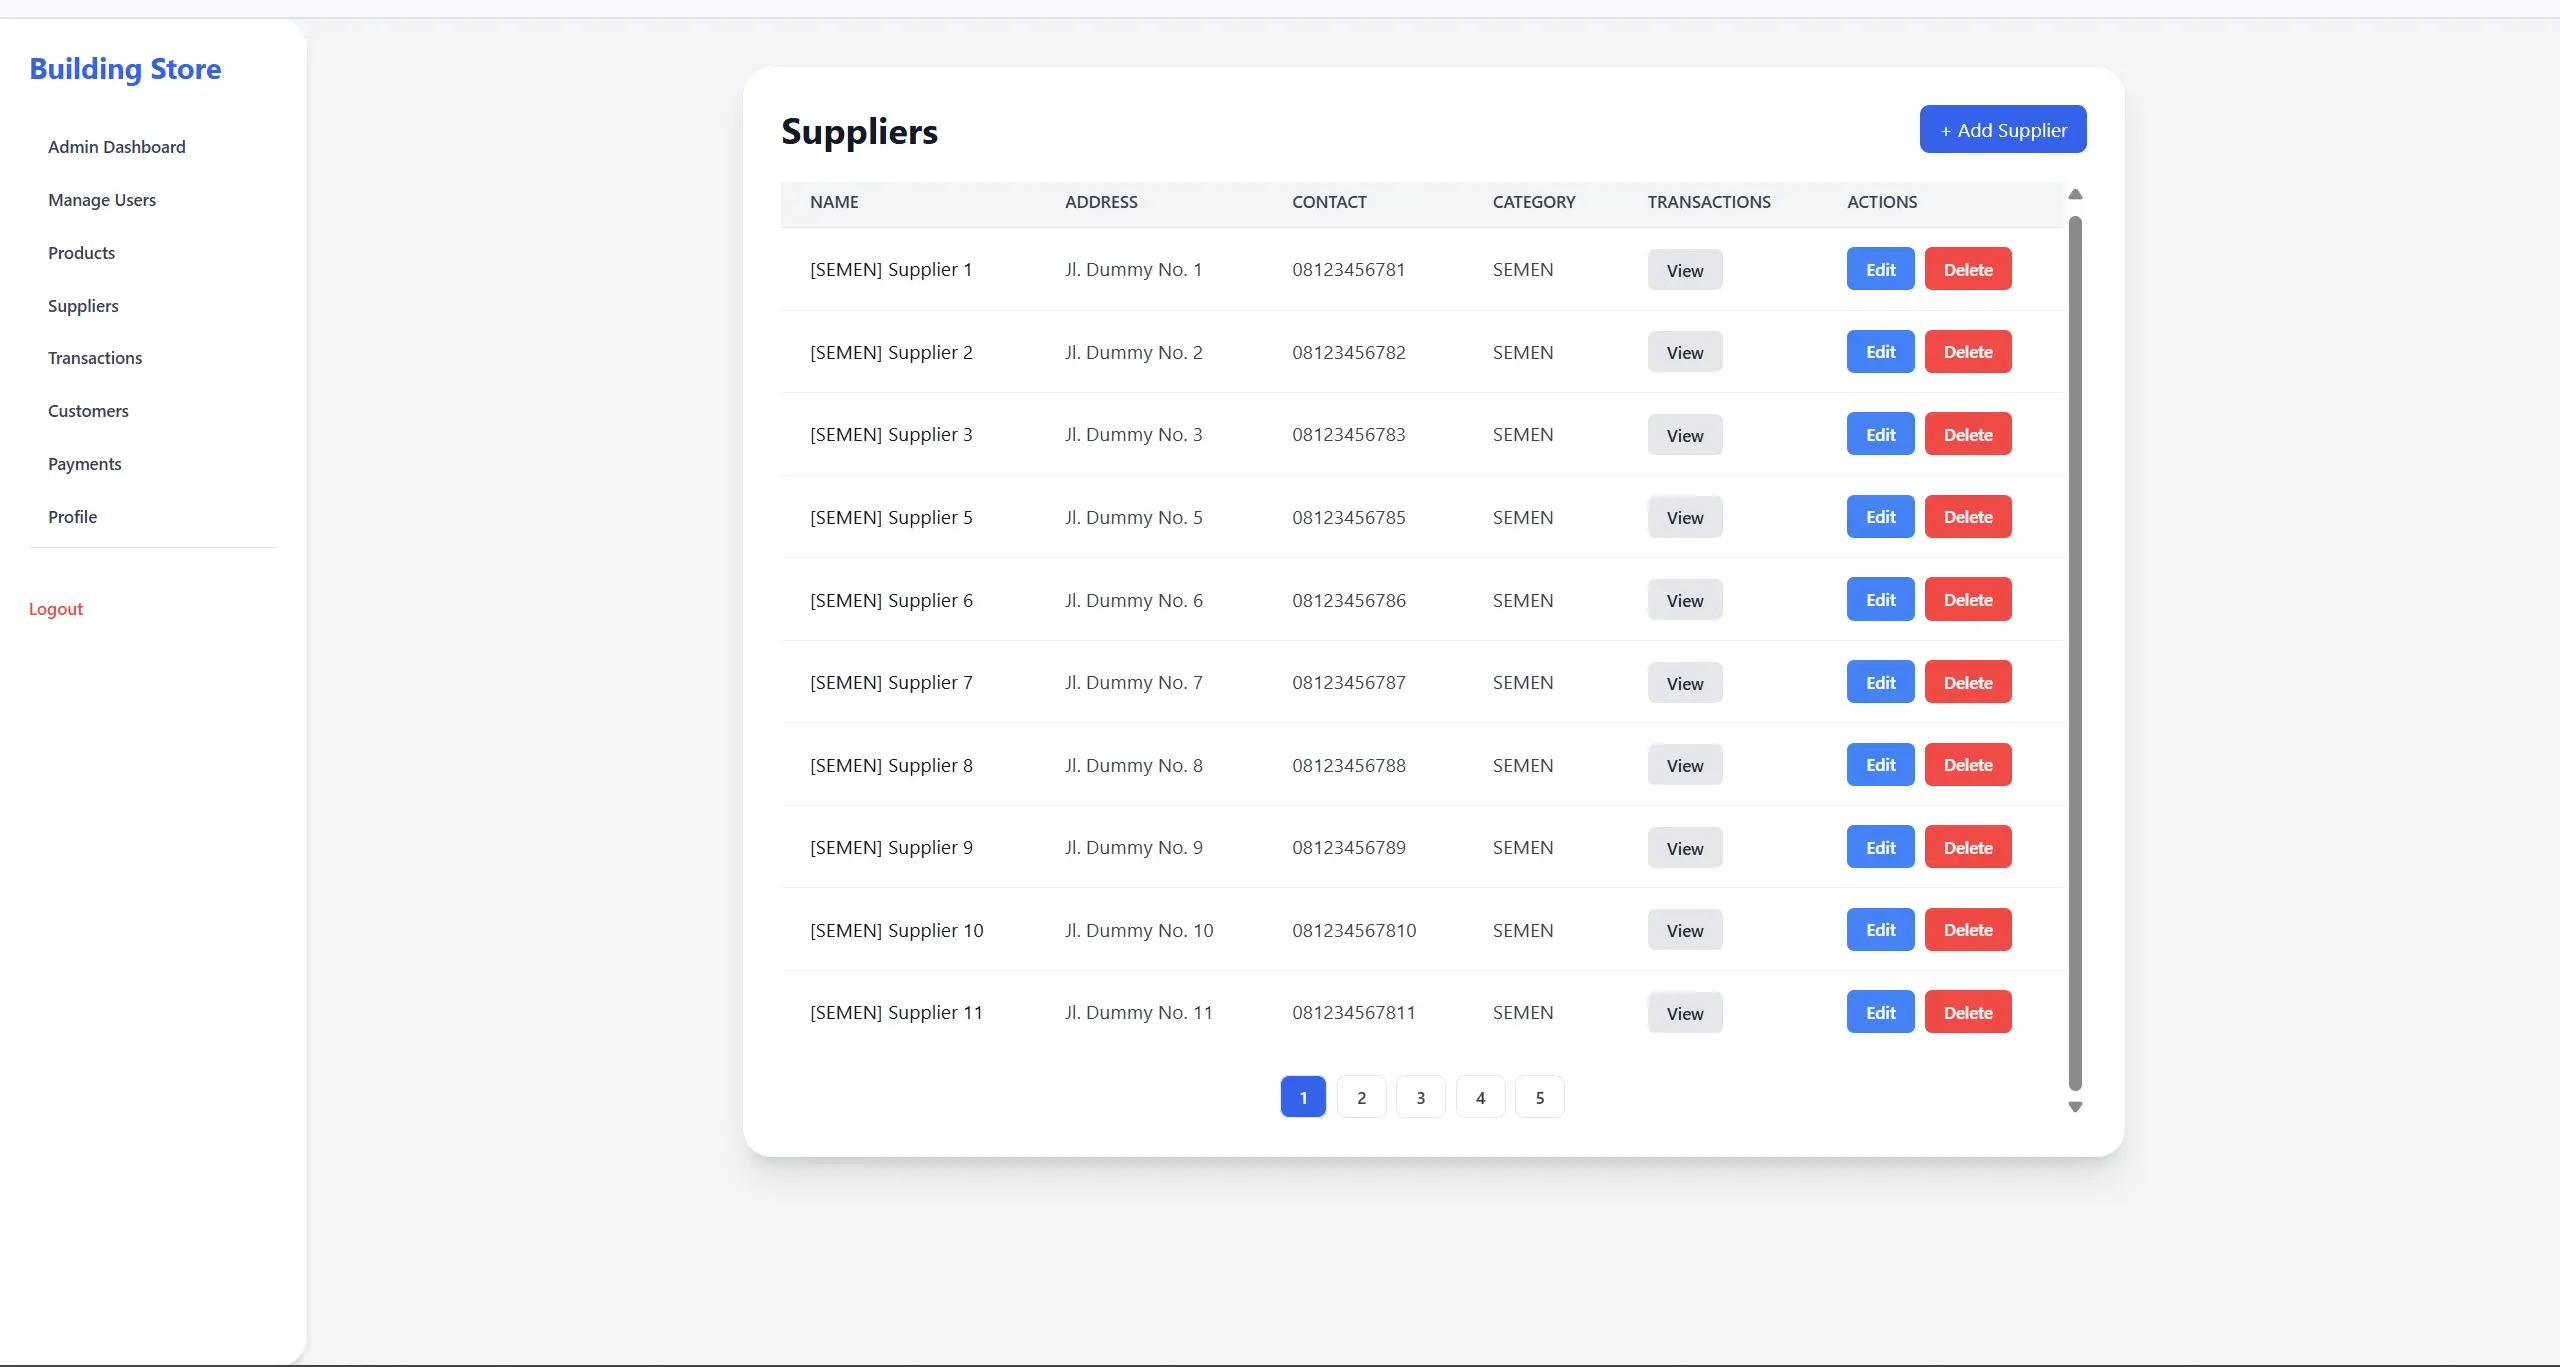 Building Store
Admin Dashboard
Manage Users
Products
Suppliers
Transactions
Customers
Payments
Profile
Logout
Suppliers
+ Add Supplier
NAME ADDRESS CONTACT CATEGORY TRANSACTIONS ACTIONS
[SEMEN] Supplier 1 Jl. Dummy No. 1 08123456781 SEMEN View Edit Delete
[SEMEN] Supplier 2 Jl. Dummy No. 2 08123456782 SEMEN View Edit Delete
[SEMEN] Supplier 3 Jl. Dummy No. 3 08123456783 SEMEN View Edit Delete
[SEMEN] Supplier 5 Jl. Dummy No. 5 08123456785 SEMEN View Edit Delete
[SEMEN] Supplier 6 Jl. Dummy No. 6 08123456786 SEMEN View Edit Delete
[SEMEN] Supplier 7 Jl. Dummy No. 7 08123456787 SEMEN View Edit Delete
[SEMEN] Supplier 8 Jl. Dummy No. 8 08123456788 SEMEN View Edit Delete
[SEMEN] Supplier 9 Jl. Dummy No. 9 08123456789 SEMEN View Edit Delete
[SEMEN] Supplier 10 Jl. Dummy No. 10 081234567810 SEMEN View Edit Delete
[SEMEN] Supplier 11 Jl. Dummy No. 11 081234567811 SEMEN View Edit Delete
1 2 3 4 5